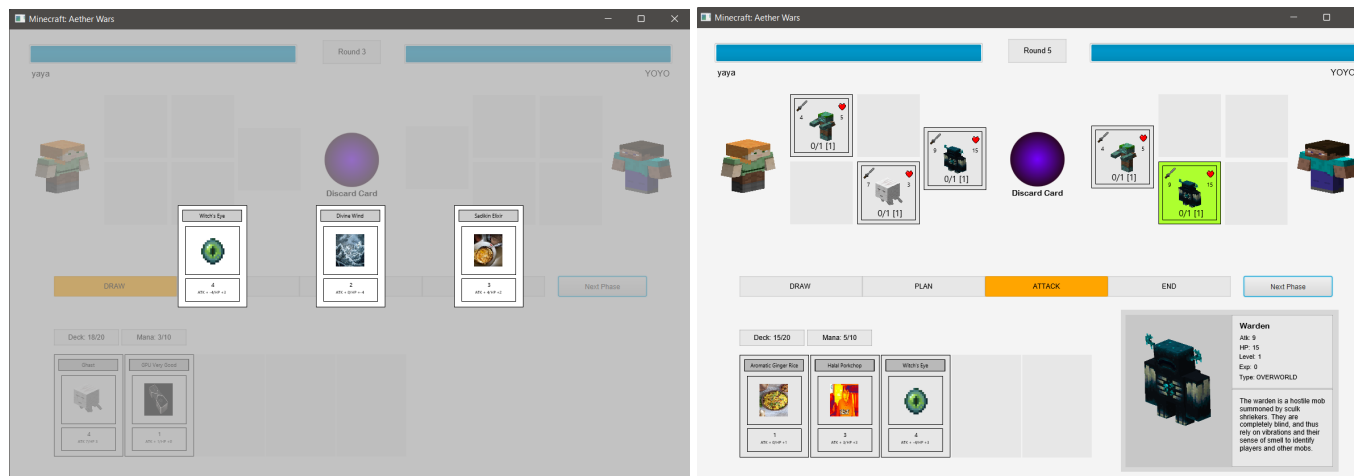 Minecraft: Aether Wars
Round 3
yaya
YOYO
Discard Card
Witch's Eye
4
Divine Wind
2
Sadikin Elixir
3
DRAW
Next Phase
Deck: 18/20
Mana: 3/10
Ghast
4
GPU Very Good
1
Minecraft: Aether Wars
Round 5
yaya
YOYO
4
5
0/1 [1]
7
3
0/1 [1]
9
15
0/1 [1]
Discard Card
4
5
0/1 [1]
9
15
0/1 [1]
DRAW
PLAN
ATTACK
END
Next Phase
Deck: 15/20
Mana: 5/10
Aromatic Ginger Rice
1
Halal Porkchop
3
Witch's Eye
4
Warden
Atk: 9
HP: 15
Level: 1
Exp: 0
Type: OVERWORLD
The warden is a hostile mob
summoned by sculk
shriekers. They are
completely blind, and thus
rely on vibrations and their
sense of smell to identify
players and other mobs.